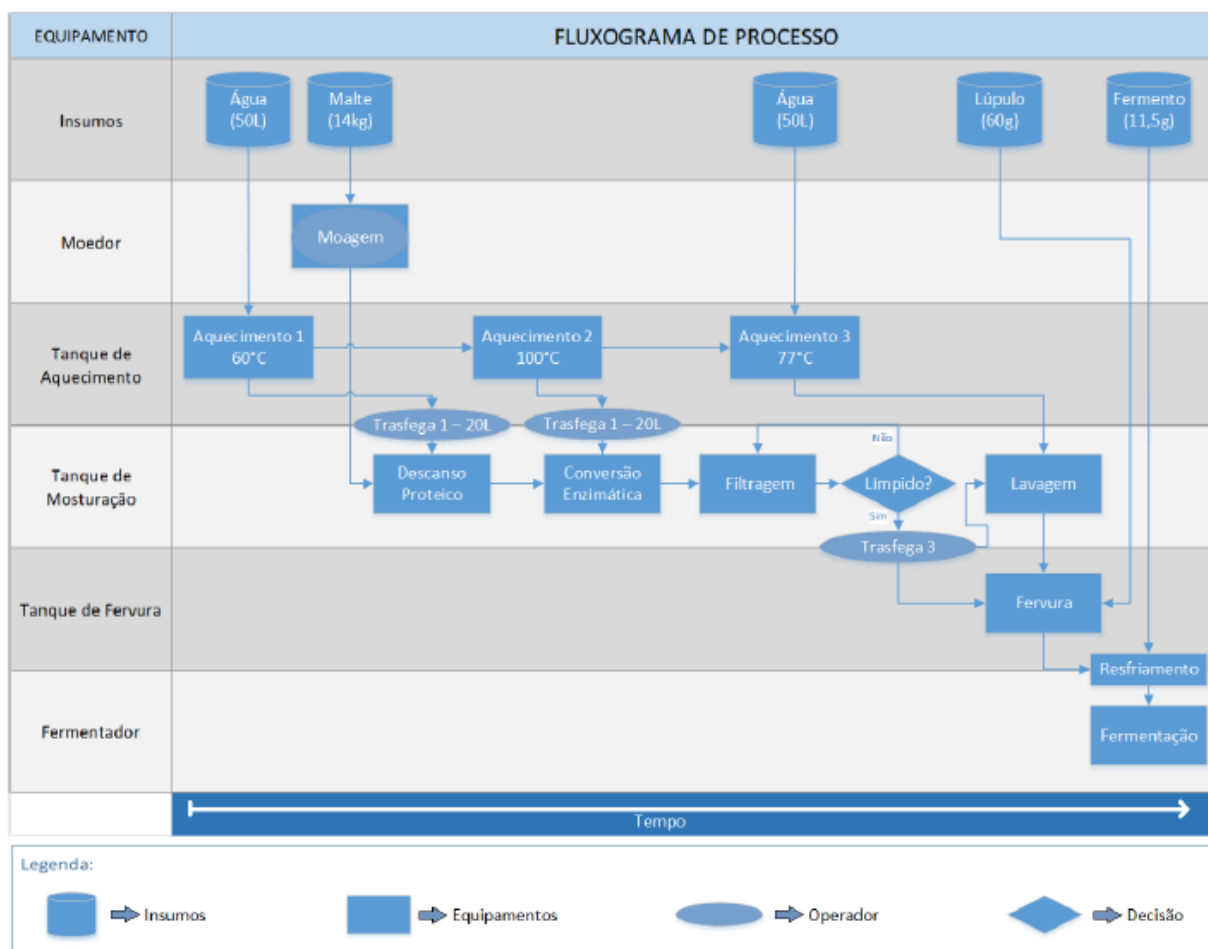 EQUIPAMENTO
FLUXOGRAMA DE PROCESSO
Insumos
Água
(50L)
Malte
(14kg)
Água
(50L)
Lúpulo
(60g)
Fermento
(11,5g)
Moedor
Moagem
Tanque de
Aquecimento
Aquecimento 1
60°C
Aquecimento 2
100°C
Aquecimento 3
77°C
Trasfega 1 – 20L
Trasfega 1 – 20L
Tanque de
Mosturação
Descanso
Proteico
Conversão
Enzimática
Filtragem
Não
Límpido?
Sim
Lavagem
Trasfega 3
Tanque de Fervura
Fervura
Resfriamento
Fermentador
Fermentação
Tempo
Legenda:
Insumos
Equipamentos
Operador
Decisão